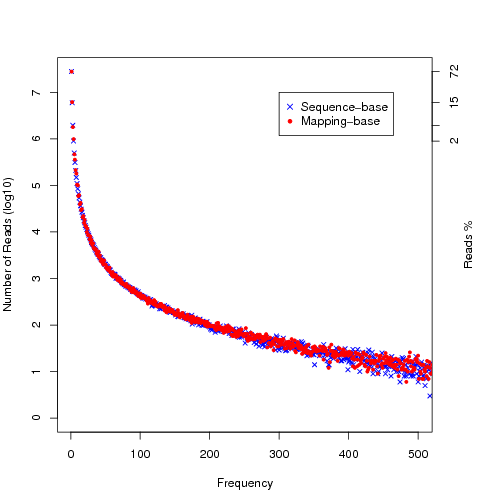 7
6
5
4
3
2
1
0
Number of Reads (log10)
0 100 200 300 400 500
Frequency
72
15
2
Reads %
Sequence−base
Mapping−base